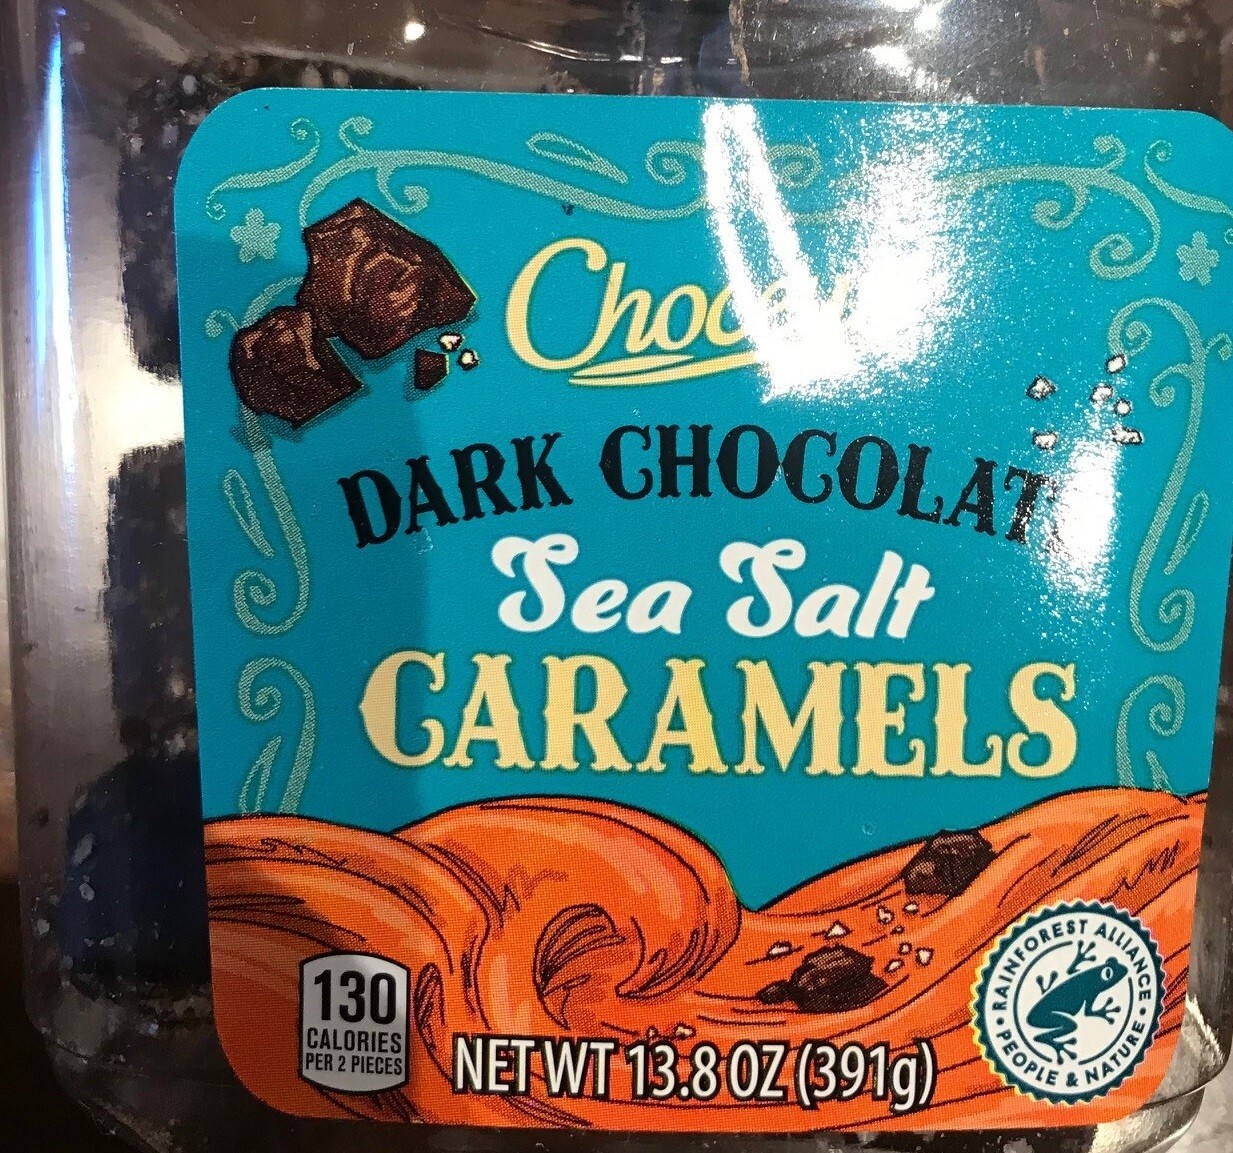 DARK CHOCOLATE
Sea Salt
CARAMELS
130
CALORIES
PER 2 PIECES
NET WT 13.8 OZ (391g)
RAINFOREST ALLIANCE
PEOPLE & NATURE